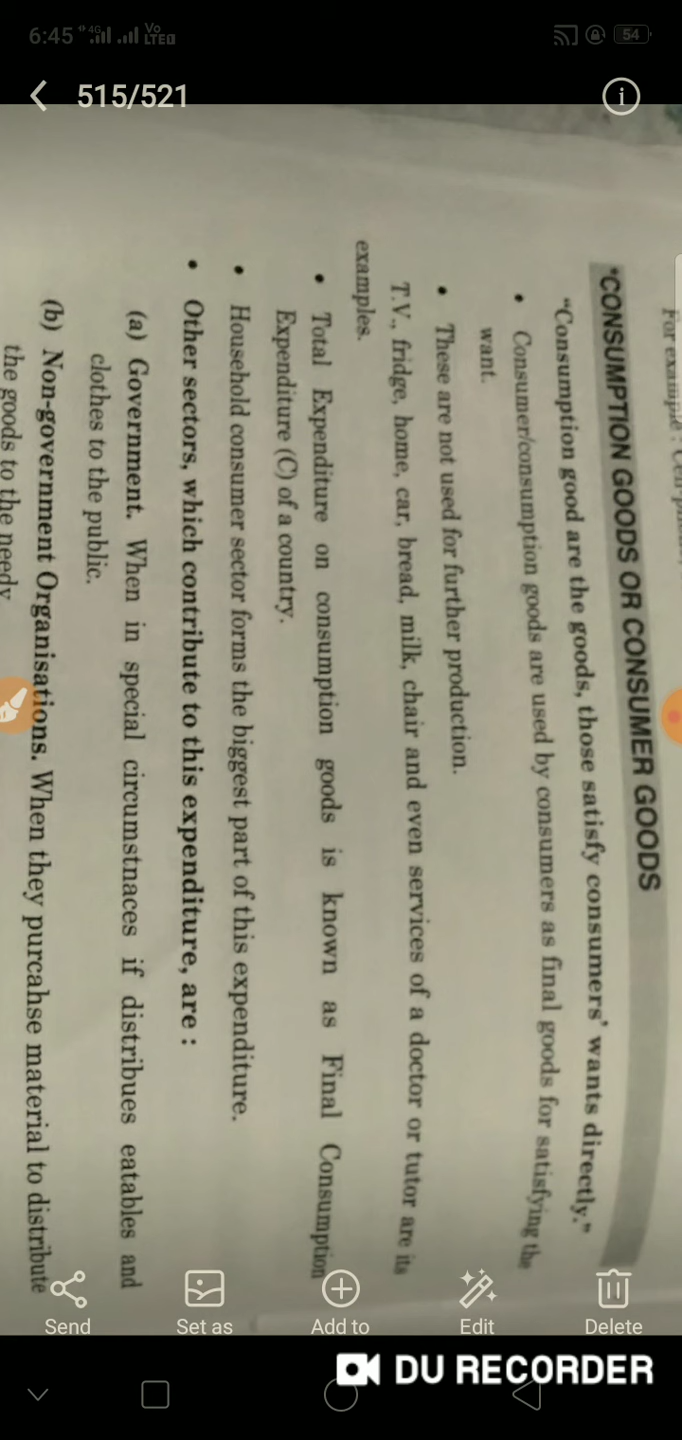 6:45 4G Vo LTE 54
515/521
For example :
*CONSUMPTION GOODS OR CONSUMER GOODS
"Consumption good are the goods, those satisfy consumers' wants directly."
• Consumer/consumption goods are used by consumers as final goods for satisfying the
want.
• These are not used for further production.
T.V., fridge, home, car, bread, milk, chair and even services of a doctor or tutor are its
examples.
• Total Expenditure on consumption goods is known as Final Consumption
Expenditure (C) of a country.
• Household consumer sector forms the biggest part of this expenditure.
• Other sectors, which contribute to this expenditure, are :
(a) Government. When in special circumstnaces if distribues eatables and
clothes to the public.
(b) Non-government Organisations. When they purcahse material to distribute
the goods to the needy
Send Set as Add to Edit Delete
DU RECORDER